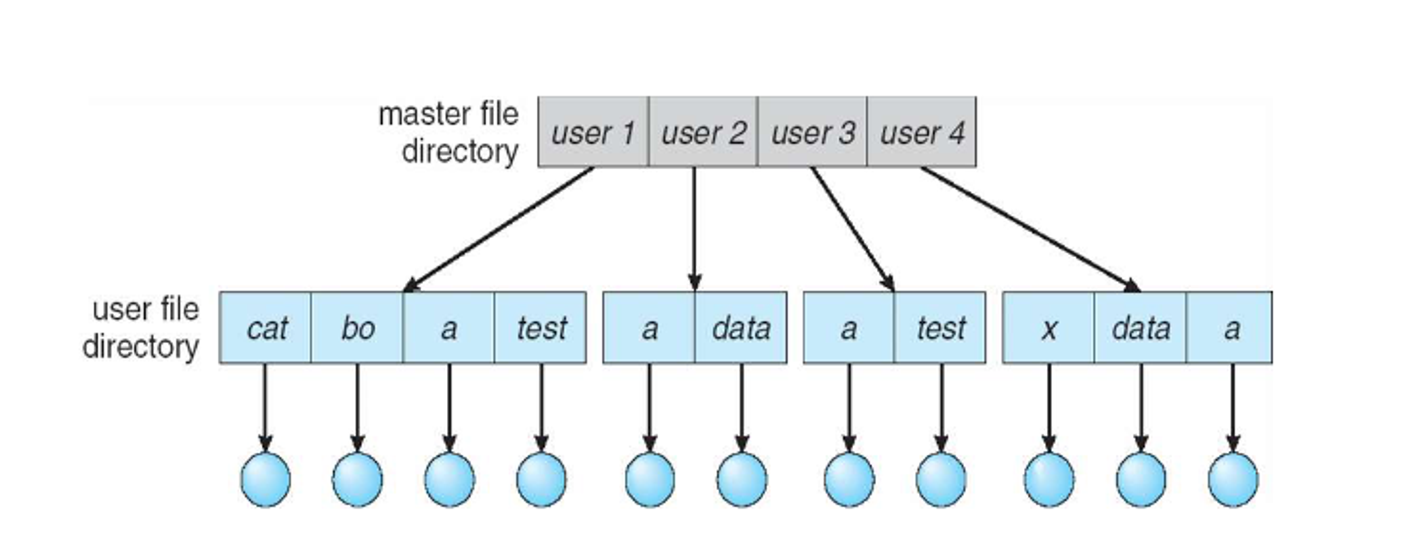 master file
directory
user 1 user 2 user 3 user 4
user file
directory
cat bo a test a data a test x data a